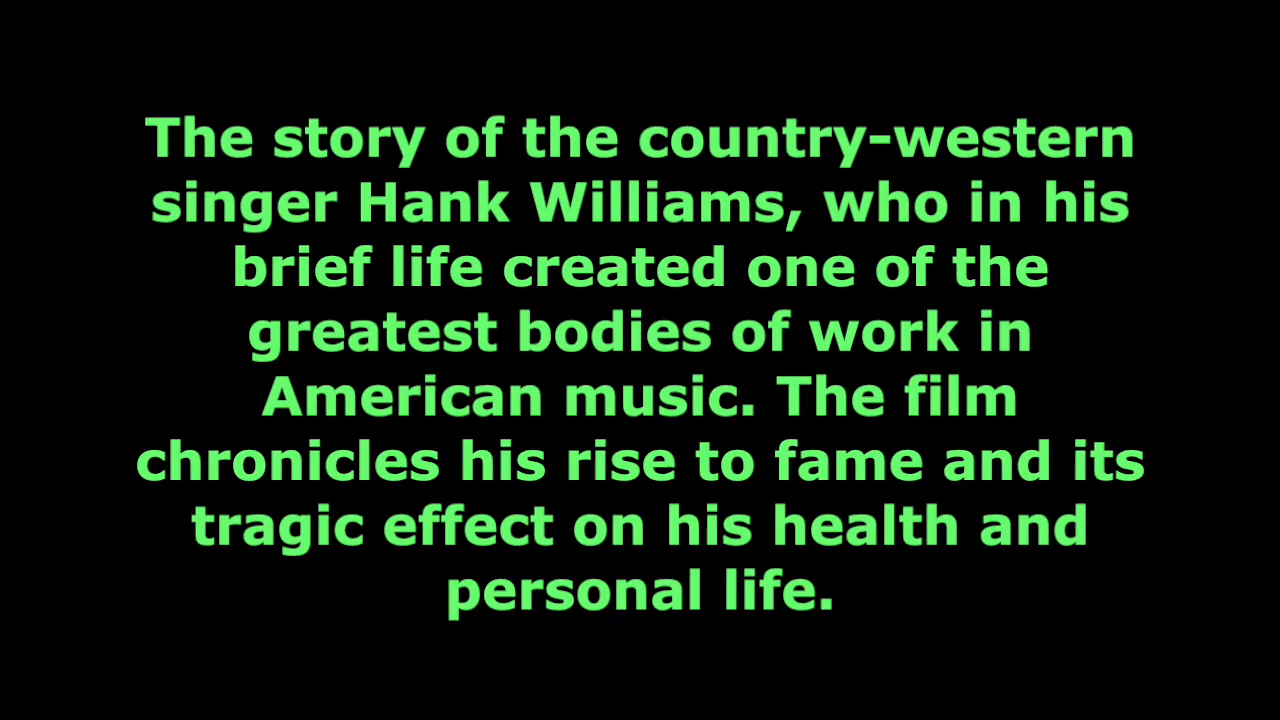 The story of the country-western
singer Hank Williams, who in his
brief life created one of the
greatest bodies of work in
American music. The film
chronicles his rise to fame and its
tragic effect on his health and
personal life.